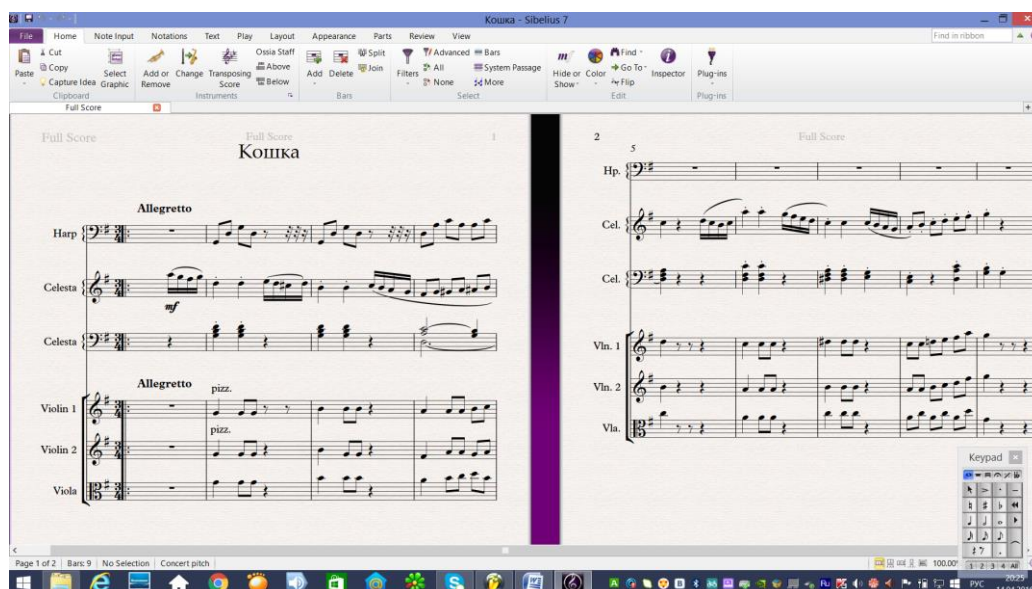 Кошка - Sibelius 7
File Home Note Input Notations Text Play Layout Appearance Parts Review View Find in ribbon
Paste Cut Copy Capture Idea Select Graphic
Clipboard
Add or Remove Change Transposing Score Ossia Staff Above Below
Instruments
Add Delete Split Join
Bars
Filters Advanced Bars All System Passage None More
Select
Hide or Show Color Find Go To Flip Inspector
Edit
Plug-ins
Plug-ins
Full Score
Full Score Full Score 1
Кошка
Allegretto
Harp
Celesta
mf
Celesta
Allegretto
pizz.
Violin 1
pizz.
Violin 2
Viola
2 Full Score
5
Hp.
Cel.
Cel.
Vln. 1
Vln. 2
Vla.
Keypad
1 2 3 4 All
Page 1 of 2 Bars: 9 No Selection Concert pitch 100.00
РУС 20:25